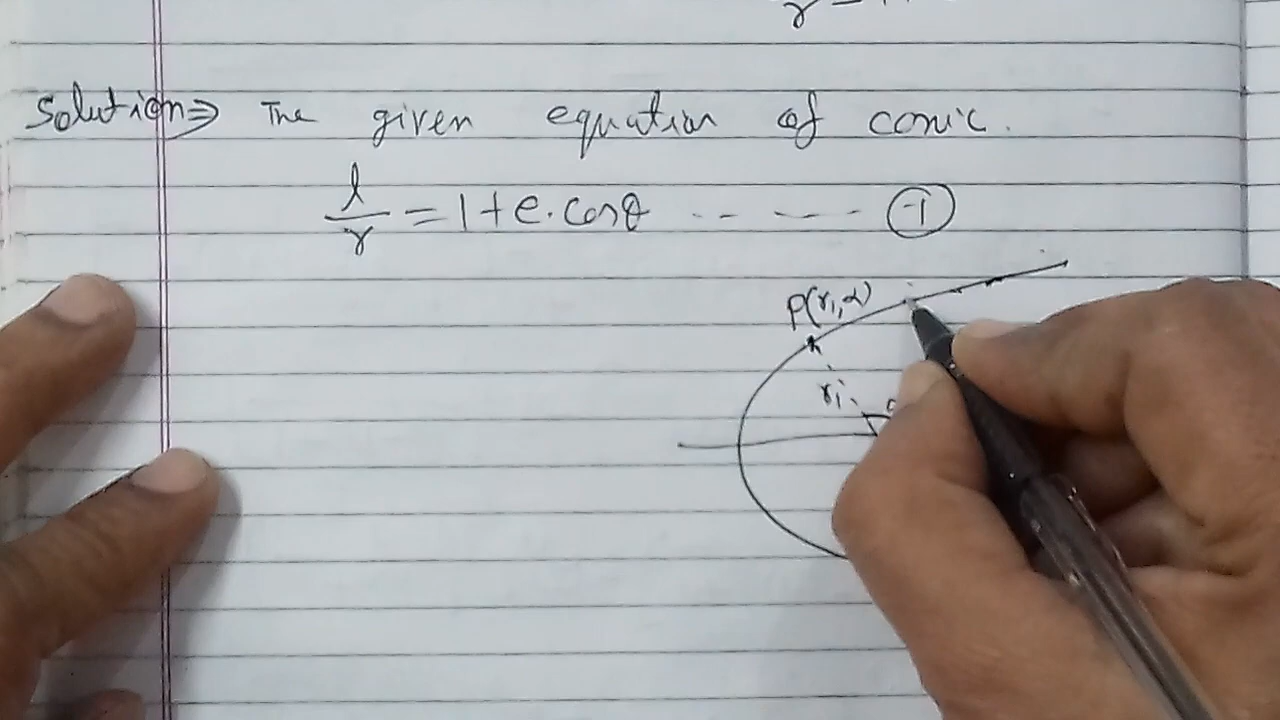 Solution⇒ The given equation of conic.
l/r = 1+e.cosθ - - - - - ①
P(r₁,α)
r₁